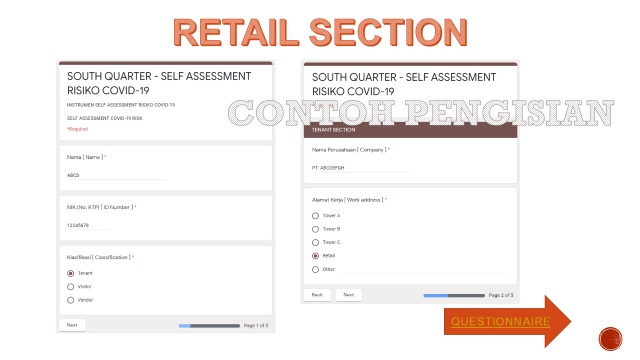 RETAIL SECTION
SOUTH QUARTER - SELF ASSESSMENT
RISIKO COVID-19
INSTRUMEN SELF ASSESSMENT RISIKO COVID-19
SELF ASSESSMENT COVID-19 RISK
*Required
Nama [ Name ] *
ABCD
NIK (No. KTP) [ ID Number ] *
12345678
Klasifikasi [ Classification ] *
Tenant
Visitor
Vendor
Next
Page 1 of 5
SOUTH QUARTER - SELF ASSESSMENT
RISIKO COVID-19
CONTOH PENGISIAN
TENANT SECTION
Nama Perusahaan [ Company ] *
PT. ABCDEFGH
Alamat Kerja [ Work address ] *
Tower A
Tower B
Tower C
Retail
Other:
Back
Next
Page 2 of 5
QUESTIONNAIRE